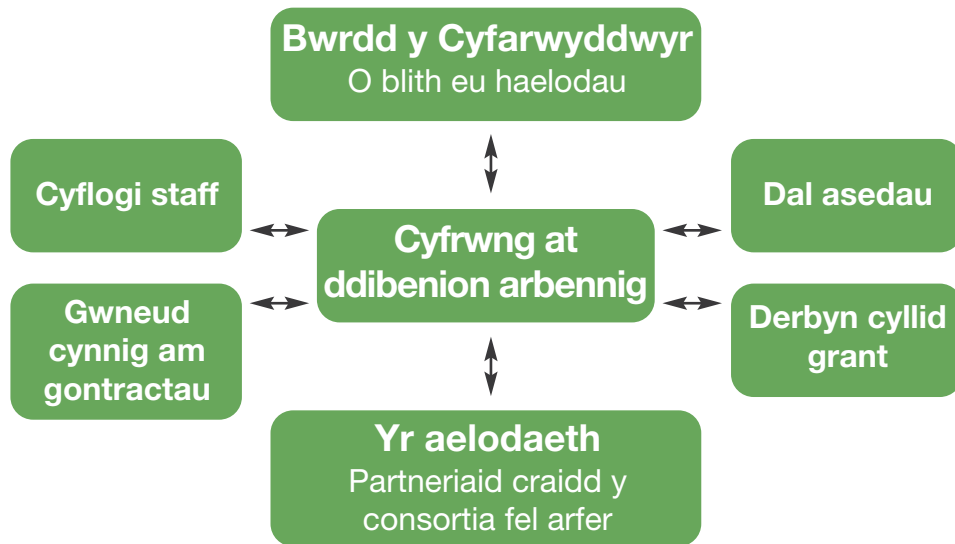 Bwrdd y Cyfarwyddwyr
O blith eu haelodau
Cyflogi staff
Dal asedau
Cyfrwng at
ddibenion arbennig
Gwneud
cynnig am
gontractau
Derbyn cyllid
grant
Yr aelodaeth
Partneriaid craidd y
consortia fel arfer